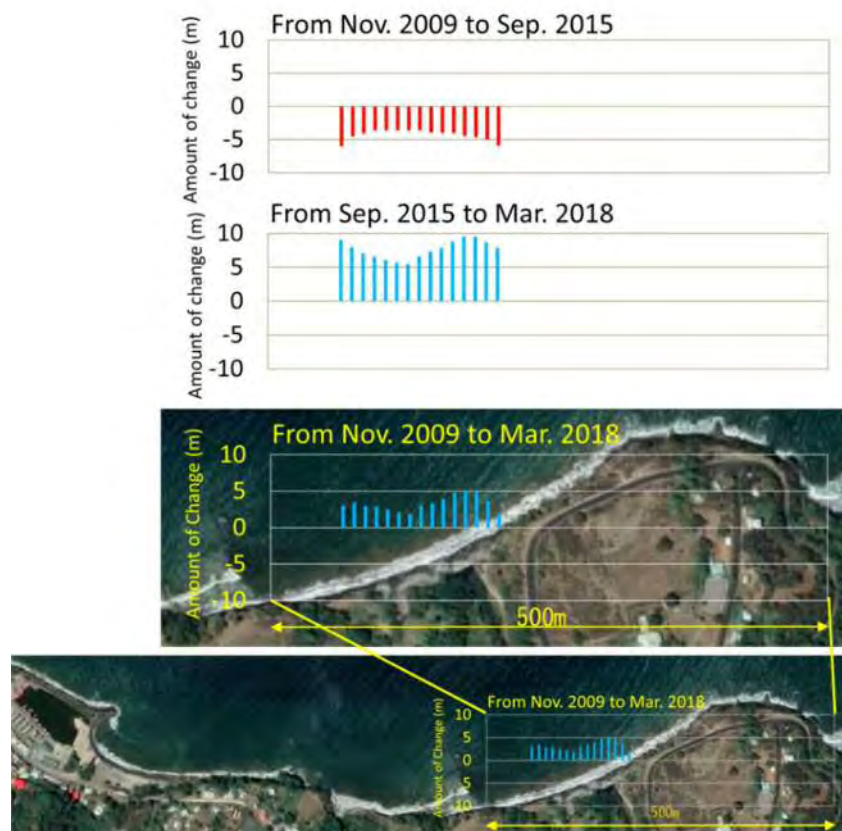 From Nov. 2009 to Sep. 2015
Amount of change (m)
10
5
0
-5
-10
From Sep. 2015 to Mar. 2018
Amount of change (m)
10
5
0
-5
-10
From Nov. 2009 to Mar. 2018
Amount of Change (m)
10
5
0
-5
-10
500m
From Nov. 2009 to Mar. 2018
Amount of Change (m)
10
5
0
-5
-10
500m